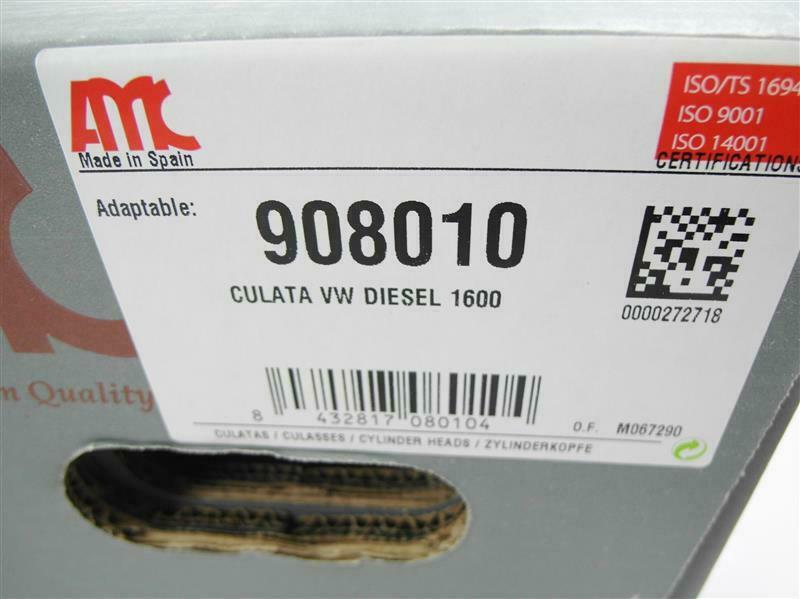 AMC
Made in Spain
ISO/TS 1694
ISO 9001
ISO 14001
CERTIFICATIONS
Adaptable:
908010
CULATA VW DIESEL 1600
0000272718
8 432817 080104
O.F. M067290
CULATAS / CULASSES / CYLINDER HEADS / ZYLINDERKOPFE
Quality